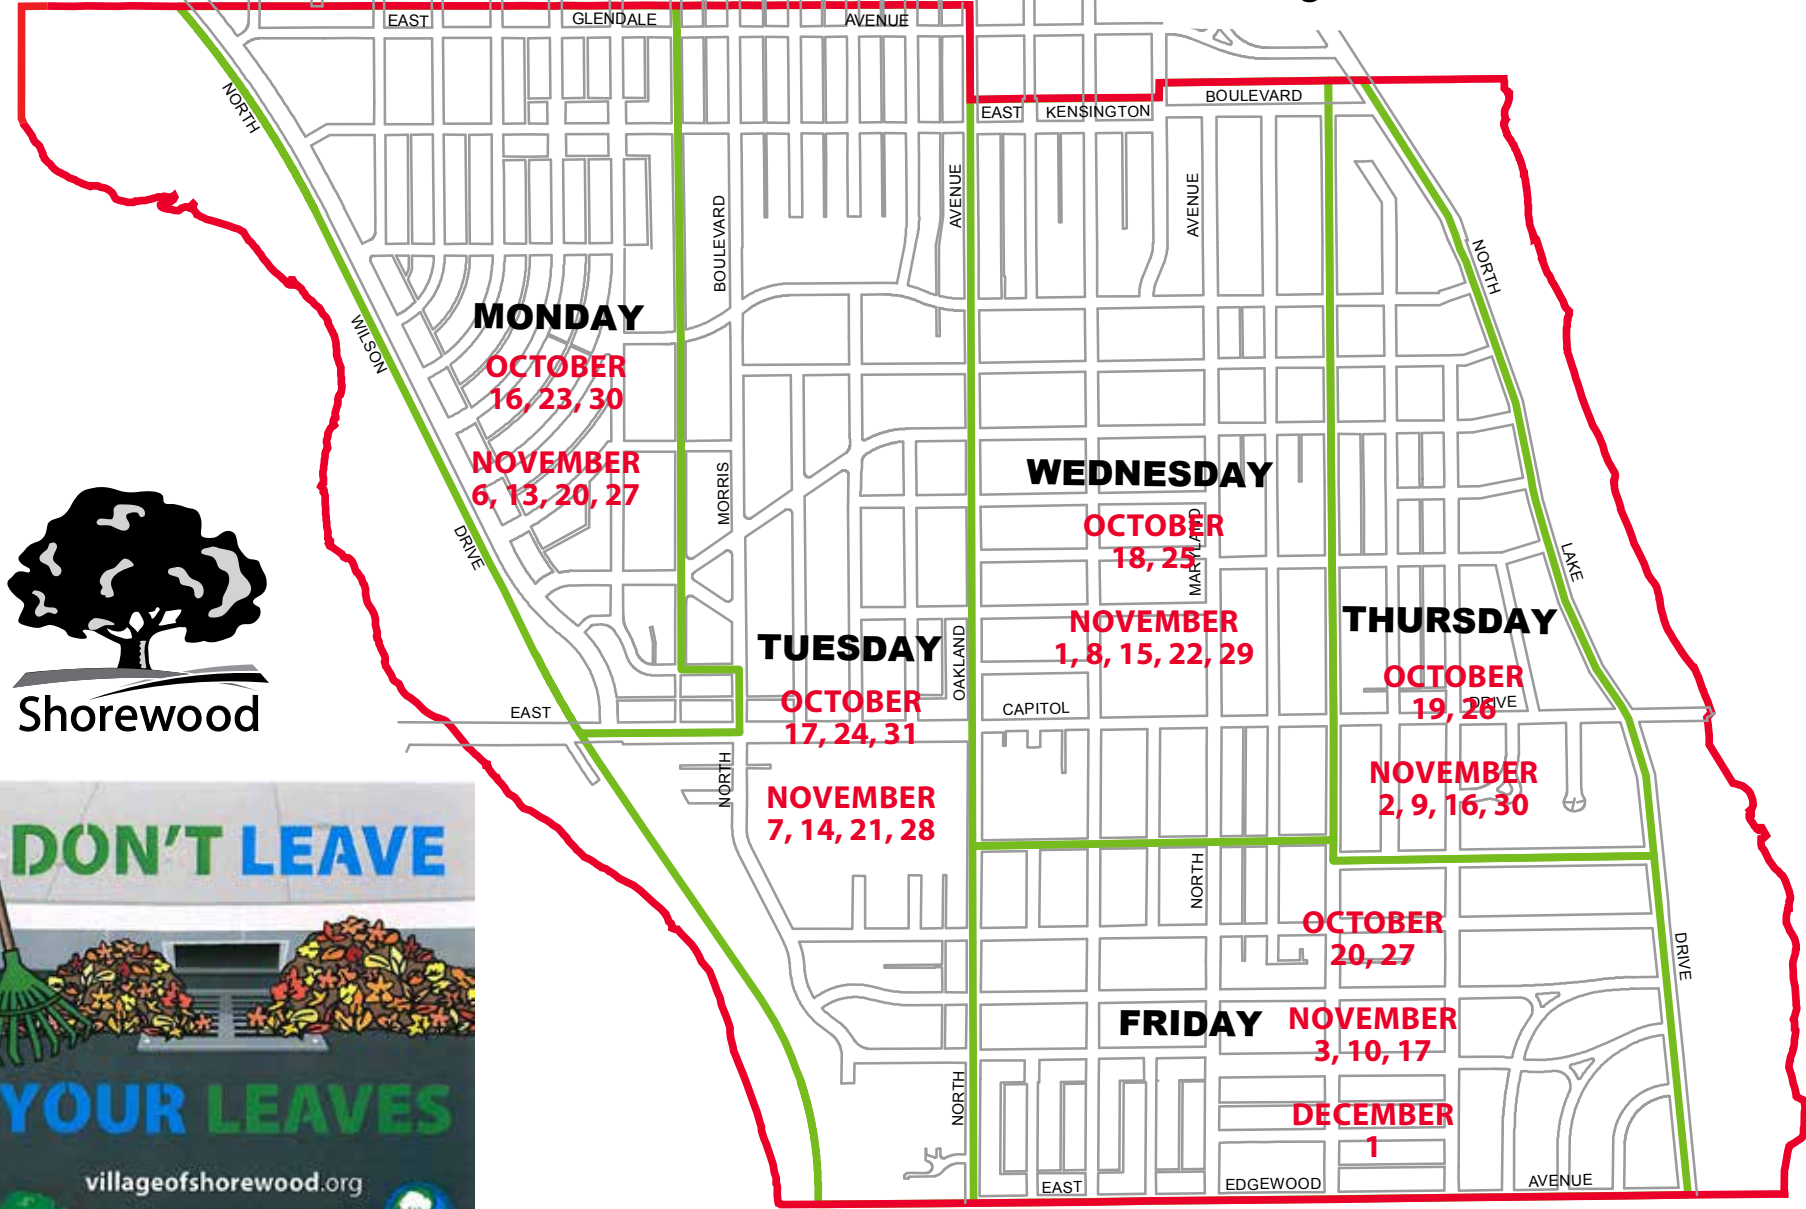 EAST GLENDALE AVENUE
BOULEVARD
EAST KENSINGTON
NORTH
WILSON
DRIVE
BOULEVARD
MORRIS
NORTH
AVENUE
OAKLAND
NORTH
AVENUE
MARYLAND
NORTH
NORTH
LAKE
DRIVE
MONDAY
OCTOBER
16, 23, 30
NOVEMBER
6, 13, 20, 27
TUESDAY
OCTOBER
17, 24, 31
NOVEMBER
7, 14, 21, 28
WEDNESDAY
OCTOBER
18, 25
NOVEMBER
1, 8, 15, 22, 29
THURSDAY
OCTOBER
19, 26
NOVEMBER
2, 9, 16, 30
EAST CAPITOL DRIVE
FRIDAY
OCTOBER
20, 27
NOVEMBER
3, 10, 17
DECEMBER
1
EAST EDGEWOOD AVENUE
Shorewood
DON'T LEAVE
YOUR LEAVES
villageofshorewood.org